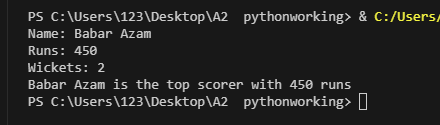 PS C:\Users\123\Desktop\A2  pythonworking> & C:/Users/
Name: Babar Azam
Runs: 450
Wickets: 2
Babar Azam is the top scorer with 450 runs
PS C:\Users\123\Desktop\A2  pythonworking>